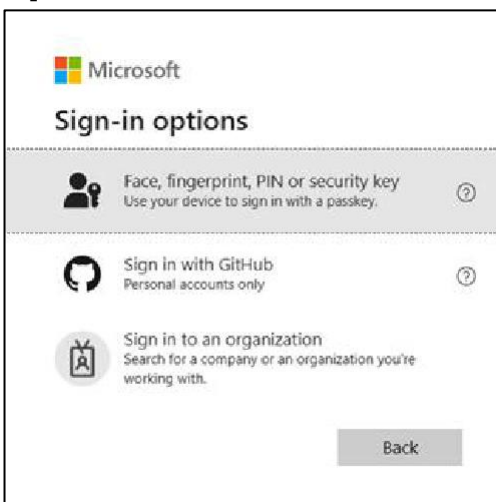 Microsoft
Sign-in options
Face, fingerprint, PIN or security key
Use your device to sign in with a passkey.
Sign in with GitHub
Personal accounts only
Sign in to an organization
Search for a company or an organization you're
working with.
Back